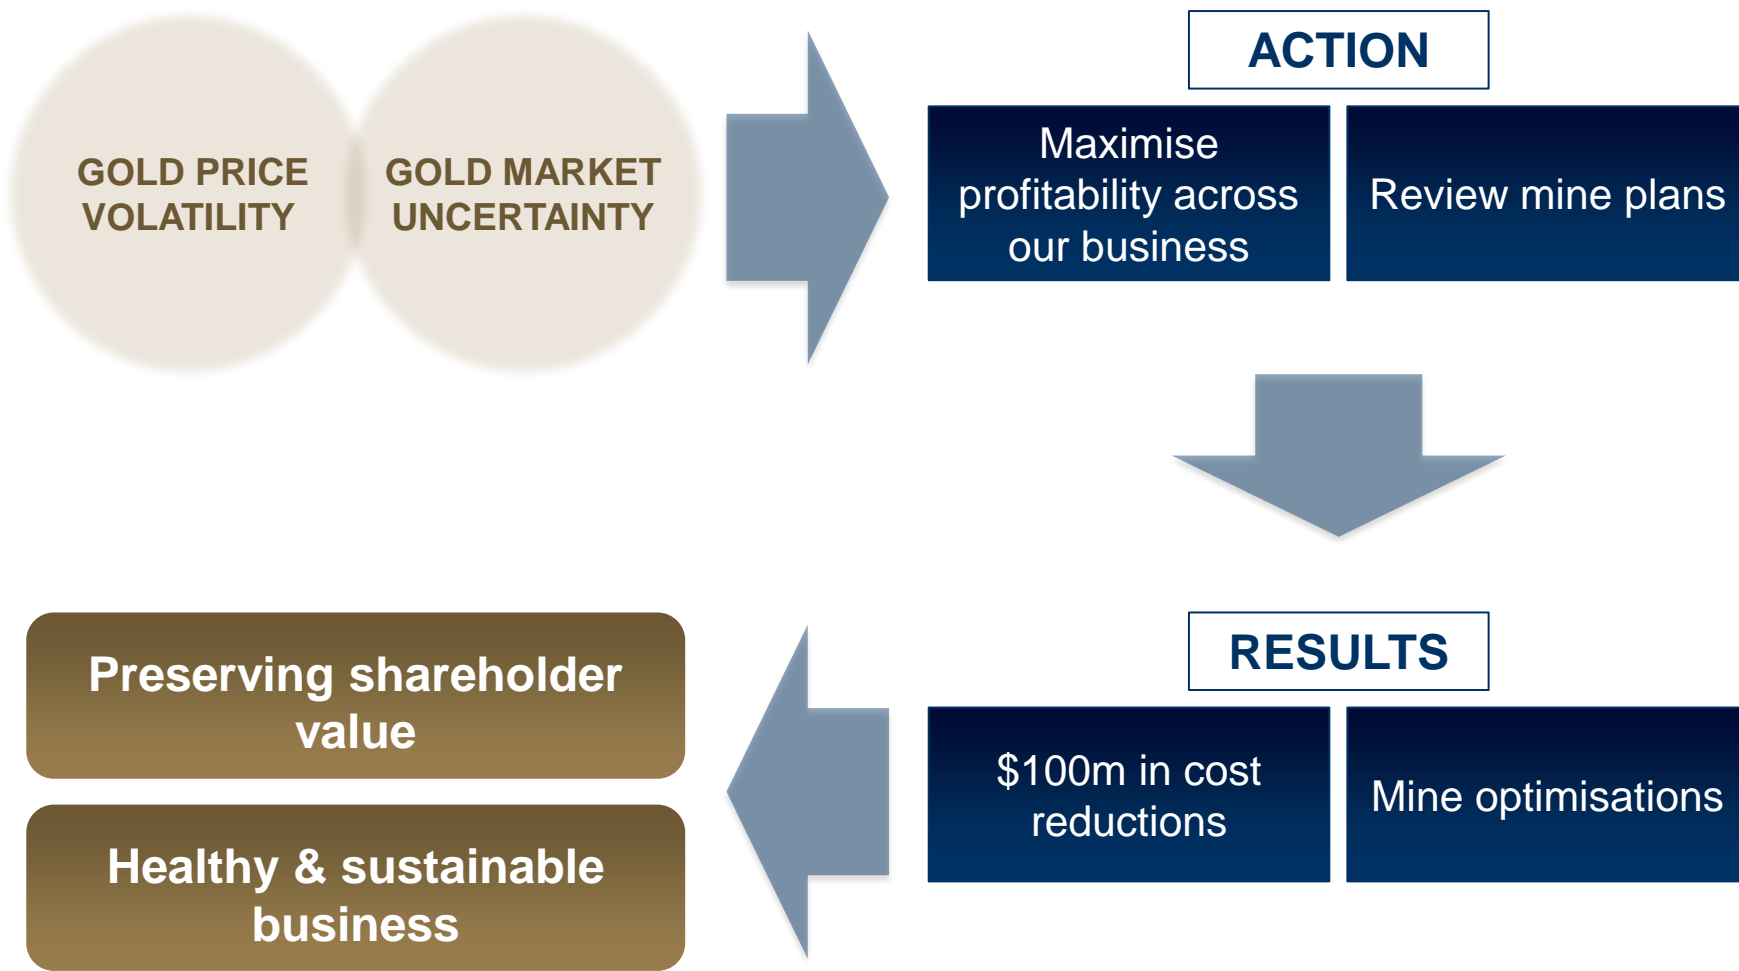 GOLD PRICE
VOLATILITY
GOLD MARKET
UNCERTAINTY
ACTION
Maximise
profitability across
our business
Review mine plans
RESULTS
$100m in cost
reductions
Mine optimisations
Preserving shareholder
value
Healthy & sustainable
business